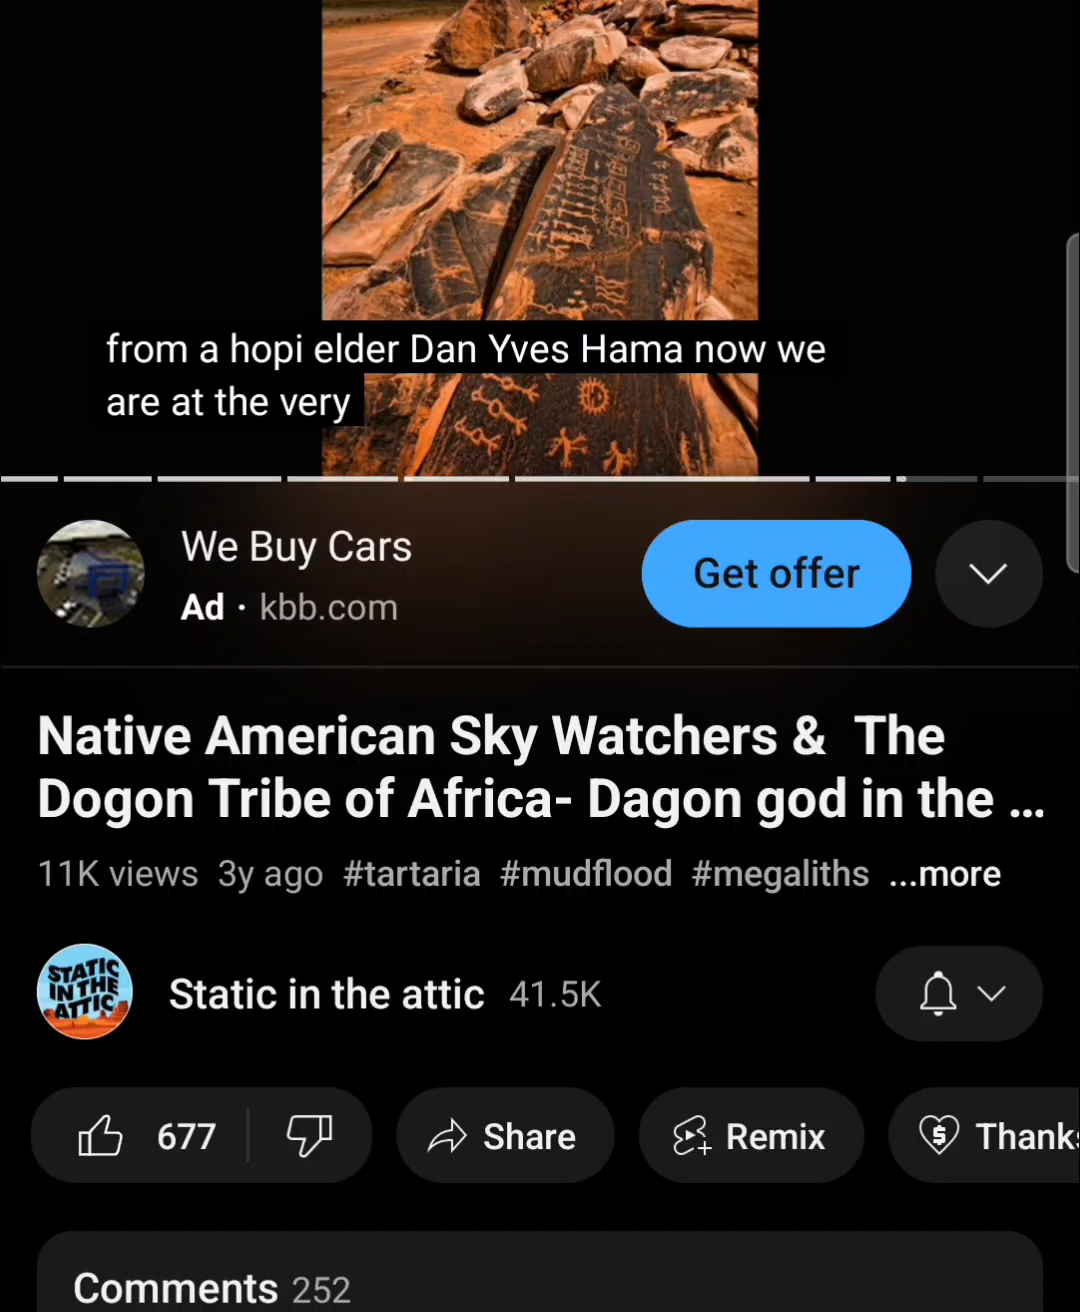 from a hopi elder Dan Yves Hama now we
are at the very
We Buy Cars
Ad · kbb.com
Get offer
Native American Sky Watchers &  The
Dogon Tribe of Africa- Dagon god in the ...
11K views 3y ago #tartaria #mudflood #megaliths ...more
STATIC
IN THE
ATTIC
Static in the attic 41.5K
677
Share
Remix
Thanks
Comments 252